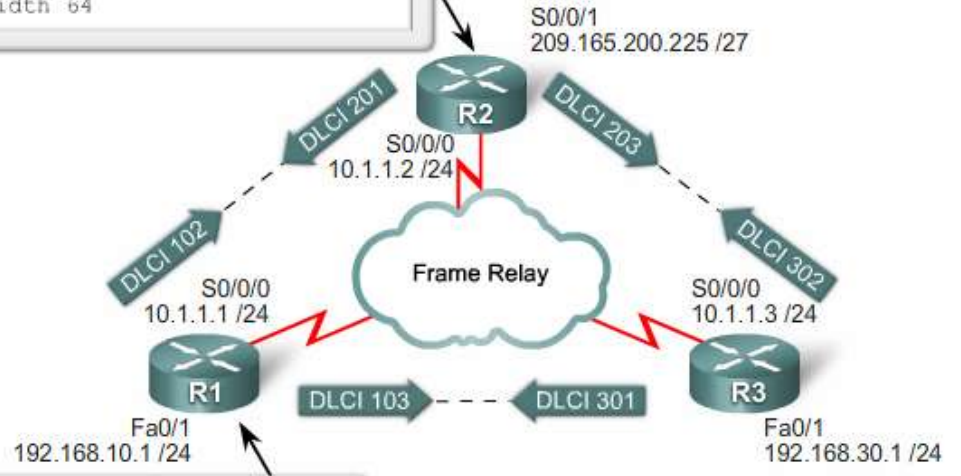 width 64
S0/0/1
209.165.200.225 /27
DLCI 201
R2
DLCI 203
S0/0/0
10.1.1.2 /24
DLCI 102
DLCI 302
Frame Relay
S0/0/0
10.1.1.1 /24
S0/0/0
10.1.1.3 /24
R1
DLCI 103
DLCI 301
R3
Fa0/1
192.168.10.1 /24
Fa0/1
192.168.30.1 /24